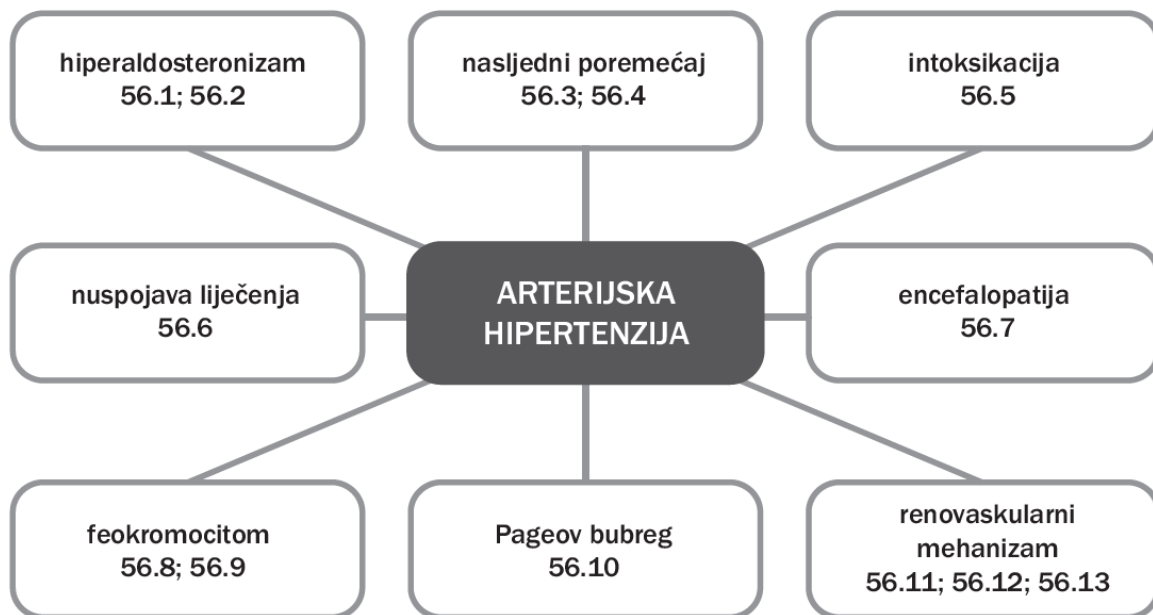 hiperaldosteronizam
56.1; 56.2
nasljedni poremećaj
56.3; 56.4
intoksikacija
56.5
nuspojava liječenja
56.6
ARTERIJSKA
HIPERTENZIJA
encefalopatija
56.7
feokromocitom
56.8; 56.9
Pageov bubreg
56.10
renovaskularni
mehanizam
56.11; 56.12; 56.13